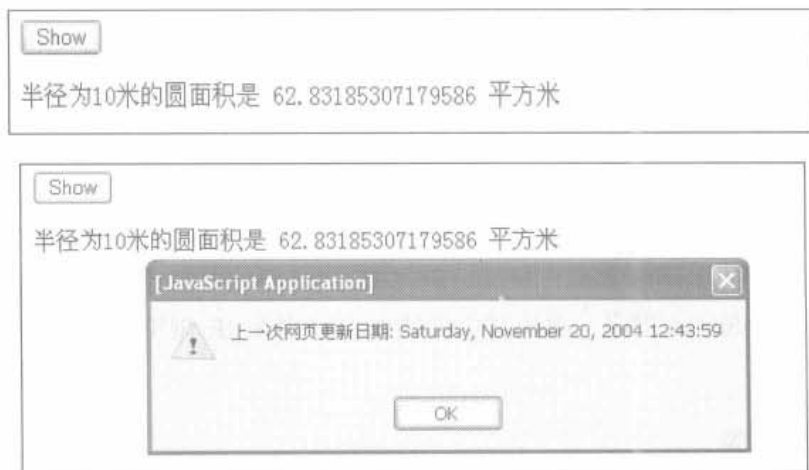 Show
半径为10米的圆面积是 62.83185307179586 平方米
Show
半径为10米的圆面积是 62.83185307179586 平方米
[JavaScript Application]
上一次网页更新日期: Saturday, November 20, 2004 12:43:59
OK